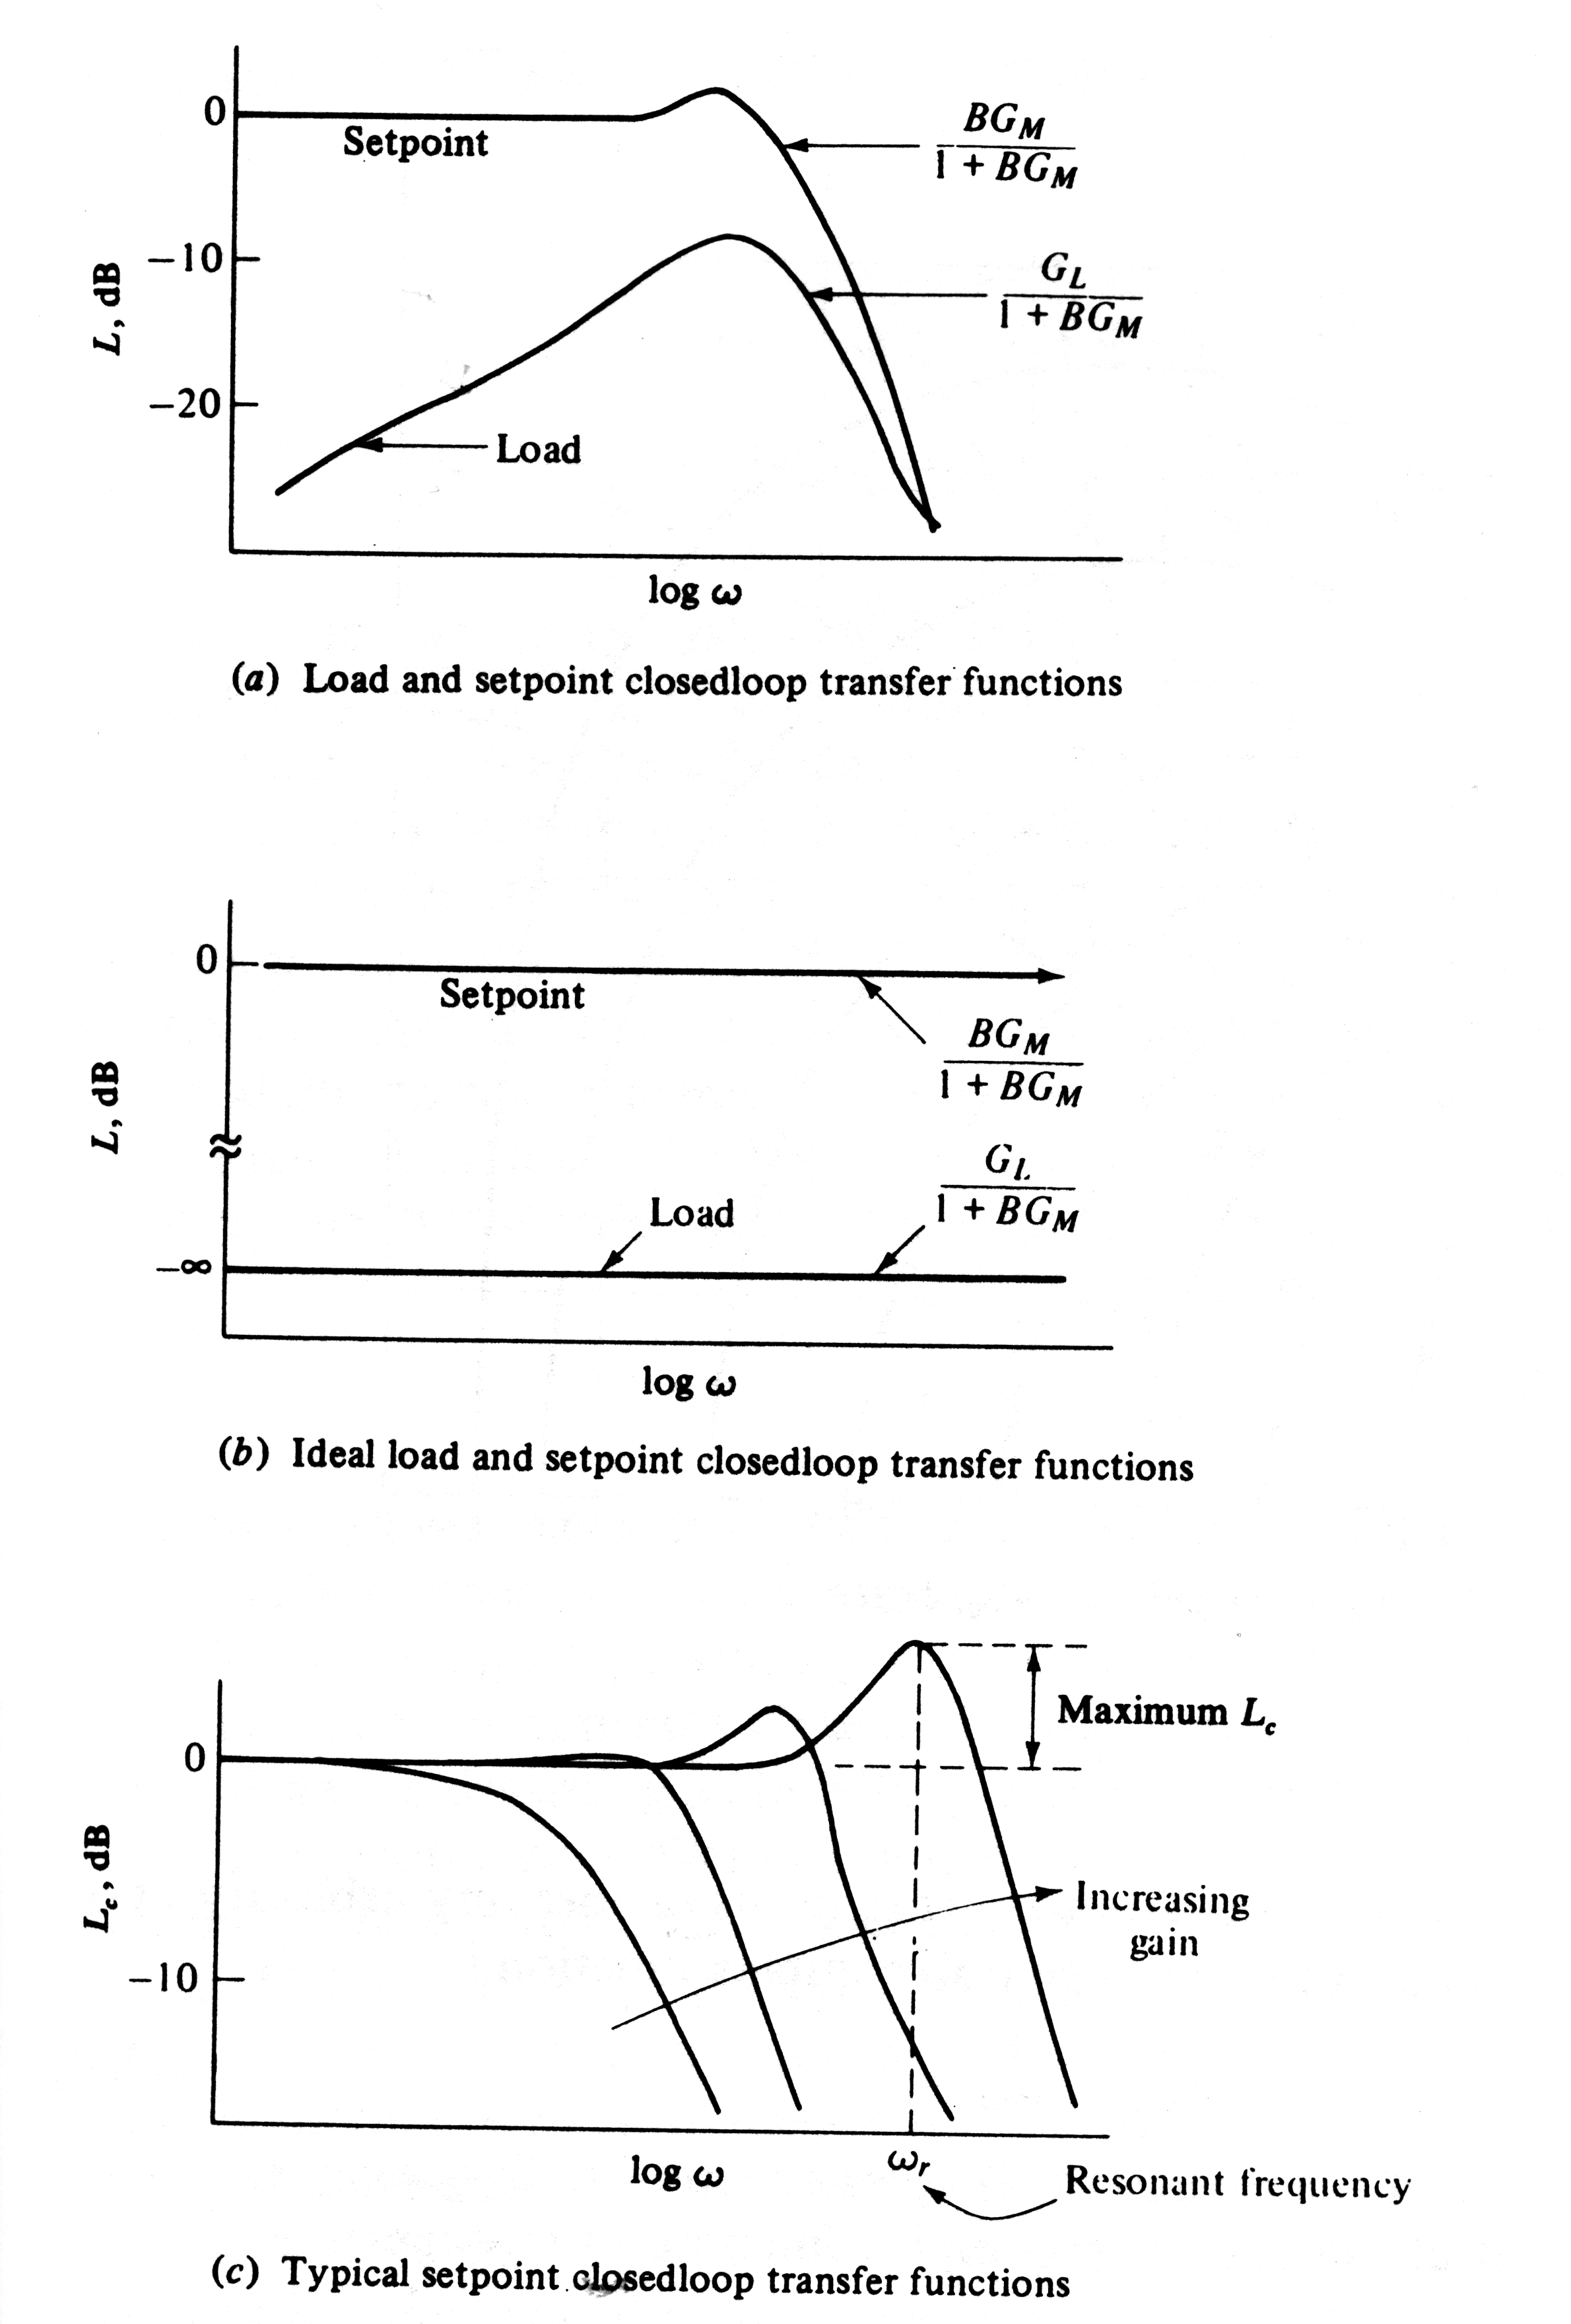 0
Setpoint
BG_M
1 + BG_M
−10
G_L
1 + BG_M
L, dB
−20
Load
log ω
(a) Load and setpoint closedloop transfer functions
0
Setpoint
BG_M
1 + BG_M
L, dB
G_L
1 + BG_M
Load
−∞
log ω
(b) Ideal load and setpoint closedloop transfer functions
Maximum L_c
0
L_c, dB
Increasing
gain
−10
ω_r
log ω
Resonant frequency
(c) Typical setpoint closedloop transfer functions